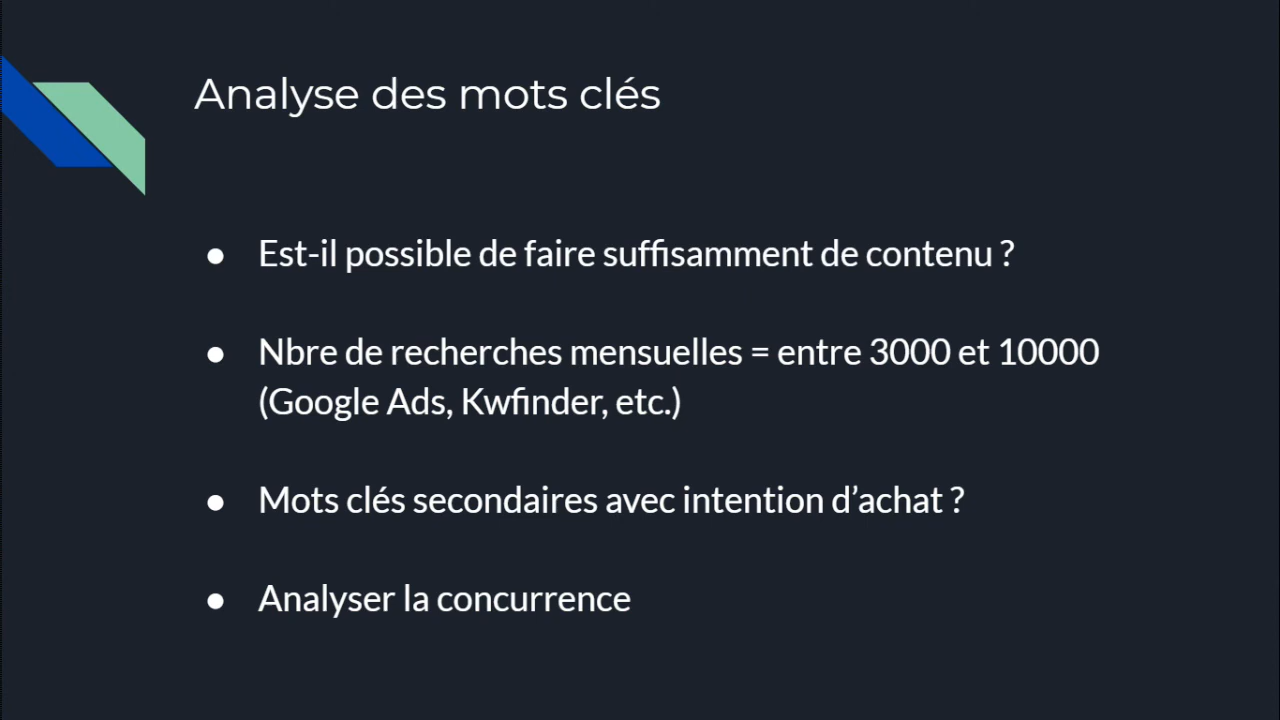 Analyse des mots clés
● Est-il possible de faire suffisamment de contenu ?
● Nbre de recherches mensuelles = entre 3000 et 10000
(Google Ads, Kwfinder, etc.)
● Mots clés secondaires avec intention d’achat ?
● Analyser la concurrence